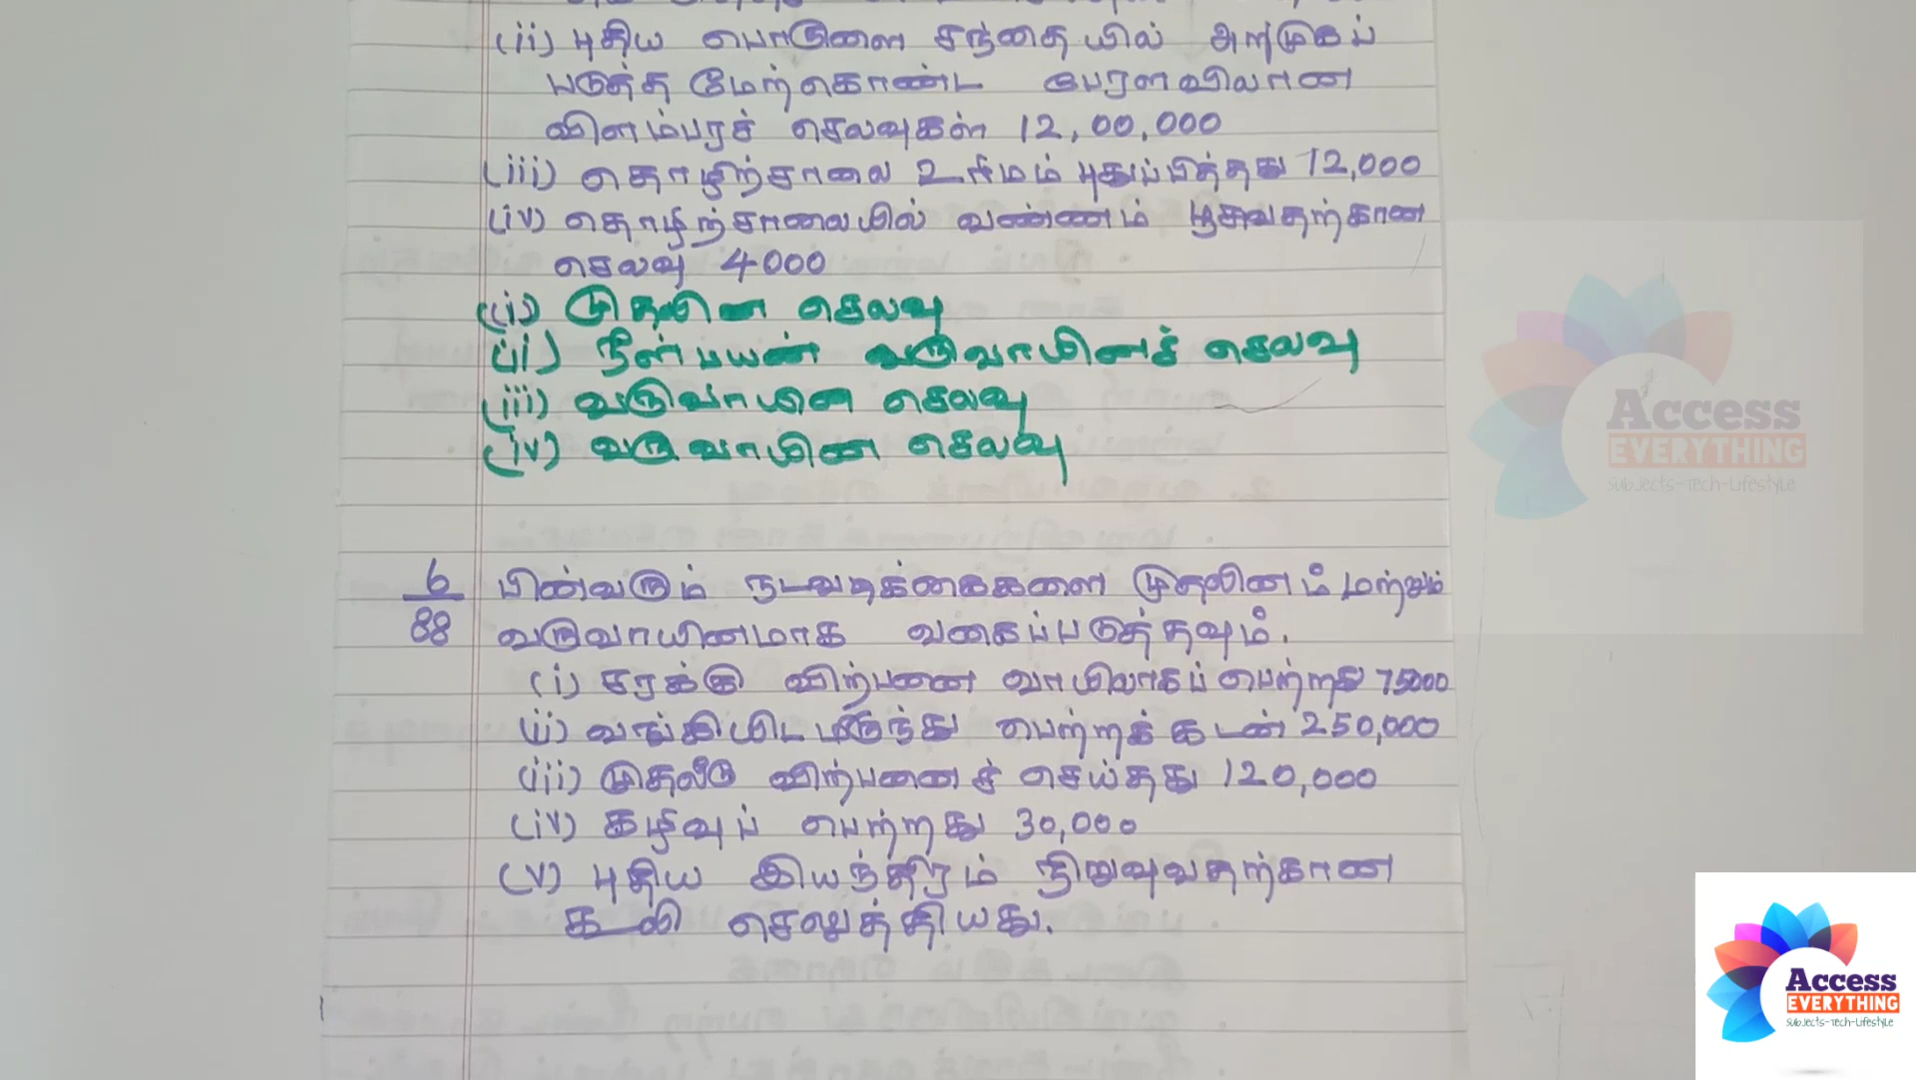 (ii) புதிய பொருளை சந்தையில் அறிமுகப்
படுத்த மேற்கொண்ட பேரளவிலான
விளம்பரச் செலவுகள் 12,00,000
(iii) தொழிற்சாலை உரிமம் புதுப்பித்தது 12,000
(iv) தொழிற்சாலையில் வண்ணம் பூசுவதற்கான
செலவு 4000
(i) முதலின செலவு
(ii) நீள்பயன் வருவாயினச் செலவு
(iii) வருவாயின செலவு
(iv) வருவாயின செலவு
6/88 பின்வரும் நடவடிக்கைகளை முதலினம் மற்றும்
வருவாயினமாக வகைப்படுத்தவும்.
(i) சரக்கு விற்பனை வாயிலாகப் பெற்றது 75000
(ii) வங்கியிடமிருந்து பெற்றக் கடன் 250,000
(iii) முதலீடு விற்பனைச் செய்தது 120,000
(iv) கழிவுப் பெற்றது 30,000
(v) புதிய இயந்திரம் நிறுவுவதற்கான
கூலி செலுத்தியது.
Access
EVERYTHING
Subjects-Tech-Lifestyle
Access
EVERYTHING
Subjects-Tech-Lifestyle